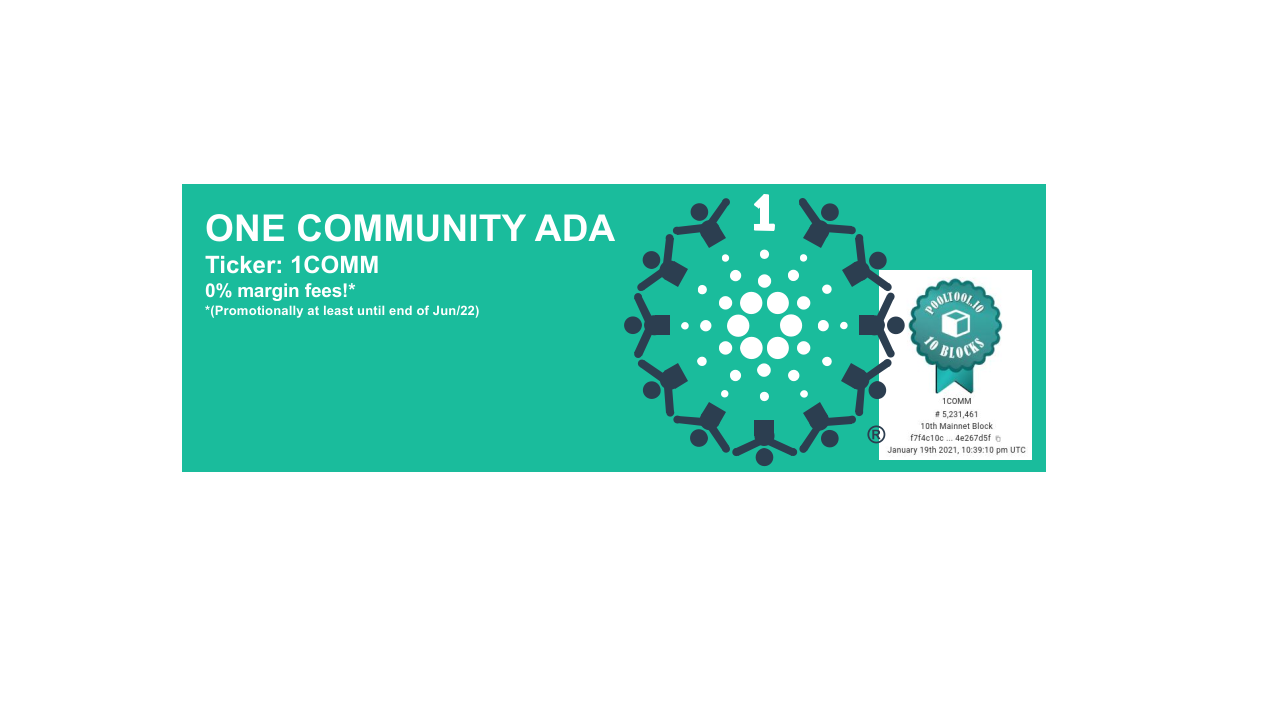 ONE COMMUNITY ADA
Ticker: 1COMM
0% margin fees!*
*(Promotionally at least until end of Jun/22)
1
®
POOLTOOL.IO
10 BLOCKS
1COMM
# 5,231,461
10th Mainnet Block
f7f4c10c ... 4e267d5f
January 19th 2021, 10:39:10 pm UTC